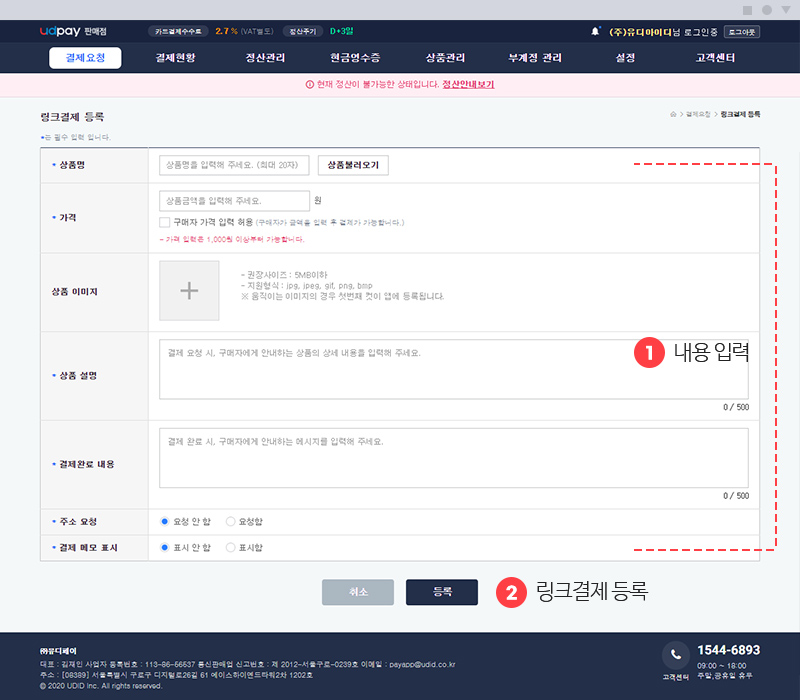 udpay 판매점 카드결제수수료 2.7 % (VAT별도) 정산주기 D+3일 (주)유디아이디님 로그인중 로그아웃
결제요청 결제현황 정산관리 현금영수증 상품관리 부계정 관리 설정 고객센터
현재 정산이 불가능한 상태입니다. 정산안내보기
링크결제 등록 > 결제요청 > 링크결제 등록
*는 필수 입력 입니다.
* 상품명 상품명을 입력해 주세요. (최대 20자) 상품불러오기
* 가격 상품금액을 입력해 주세요. 원
구매자 가격 입력 허용 (구매자가 금액을 입력 후 결제가 가능합니다.)
- 가격 입력은 1,000원 이상부터 가능합니다.
상품 이미지 - 권장사이즈 : 5MB이하
- 지원형식 : jpg, jpeg, gif, png, bmp
※ 움직이는 이미지의 경우 첫번째 컷이 앱에 등록됩니다.
* 상품 설명 결제 요청 시, 구매자에게 안내하는 상품의 상세 내용을 입력해 주세요.
1 내용 입력
0 / 500
* 결제완료 내용 결제 완료 시, 구매자에게 안내하는 메시지를 입력해 주세요.
0 / 500
* 주소 요청 요청 안 함 요청함
* 결제 메모 표시 표시 안 함 표시함
취소 등록 2 링크결제 등록
㈜유디페이
대표 : 김재인 사업자 등록번호 : 113-86-56537 통신판매업 신고번호 : 제 2012-서울구로-0239호 이메일 : payapp@udid.co.kr
주소 : [08389] 서울특별시 구로구 디지털로26길 61 에이스하이엔드타워2차 1202호
© 2020 UDID Inc. All rights reserved.
고객센터
1544-6893
09:00 ~ 18:00
주말,공휴일 휴무